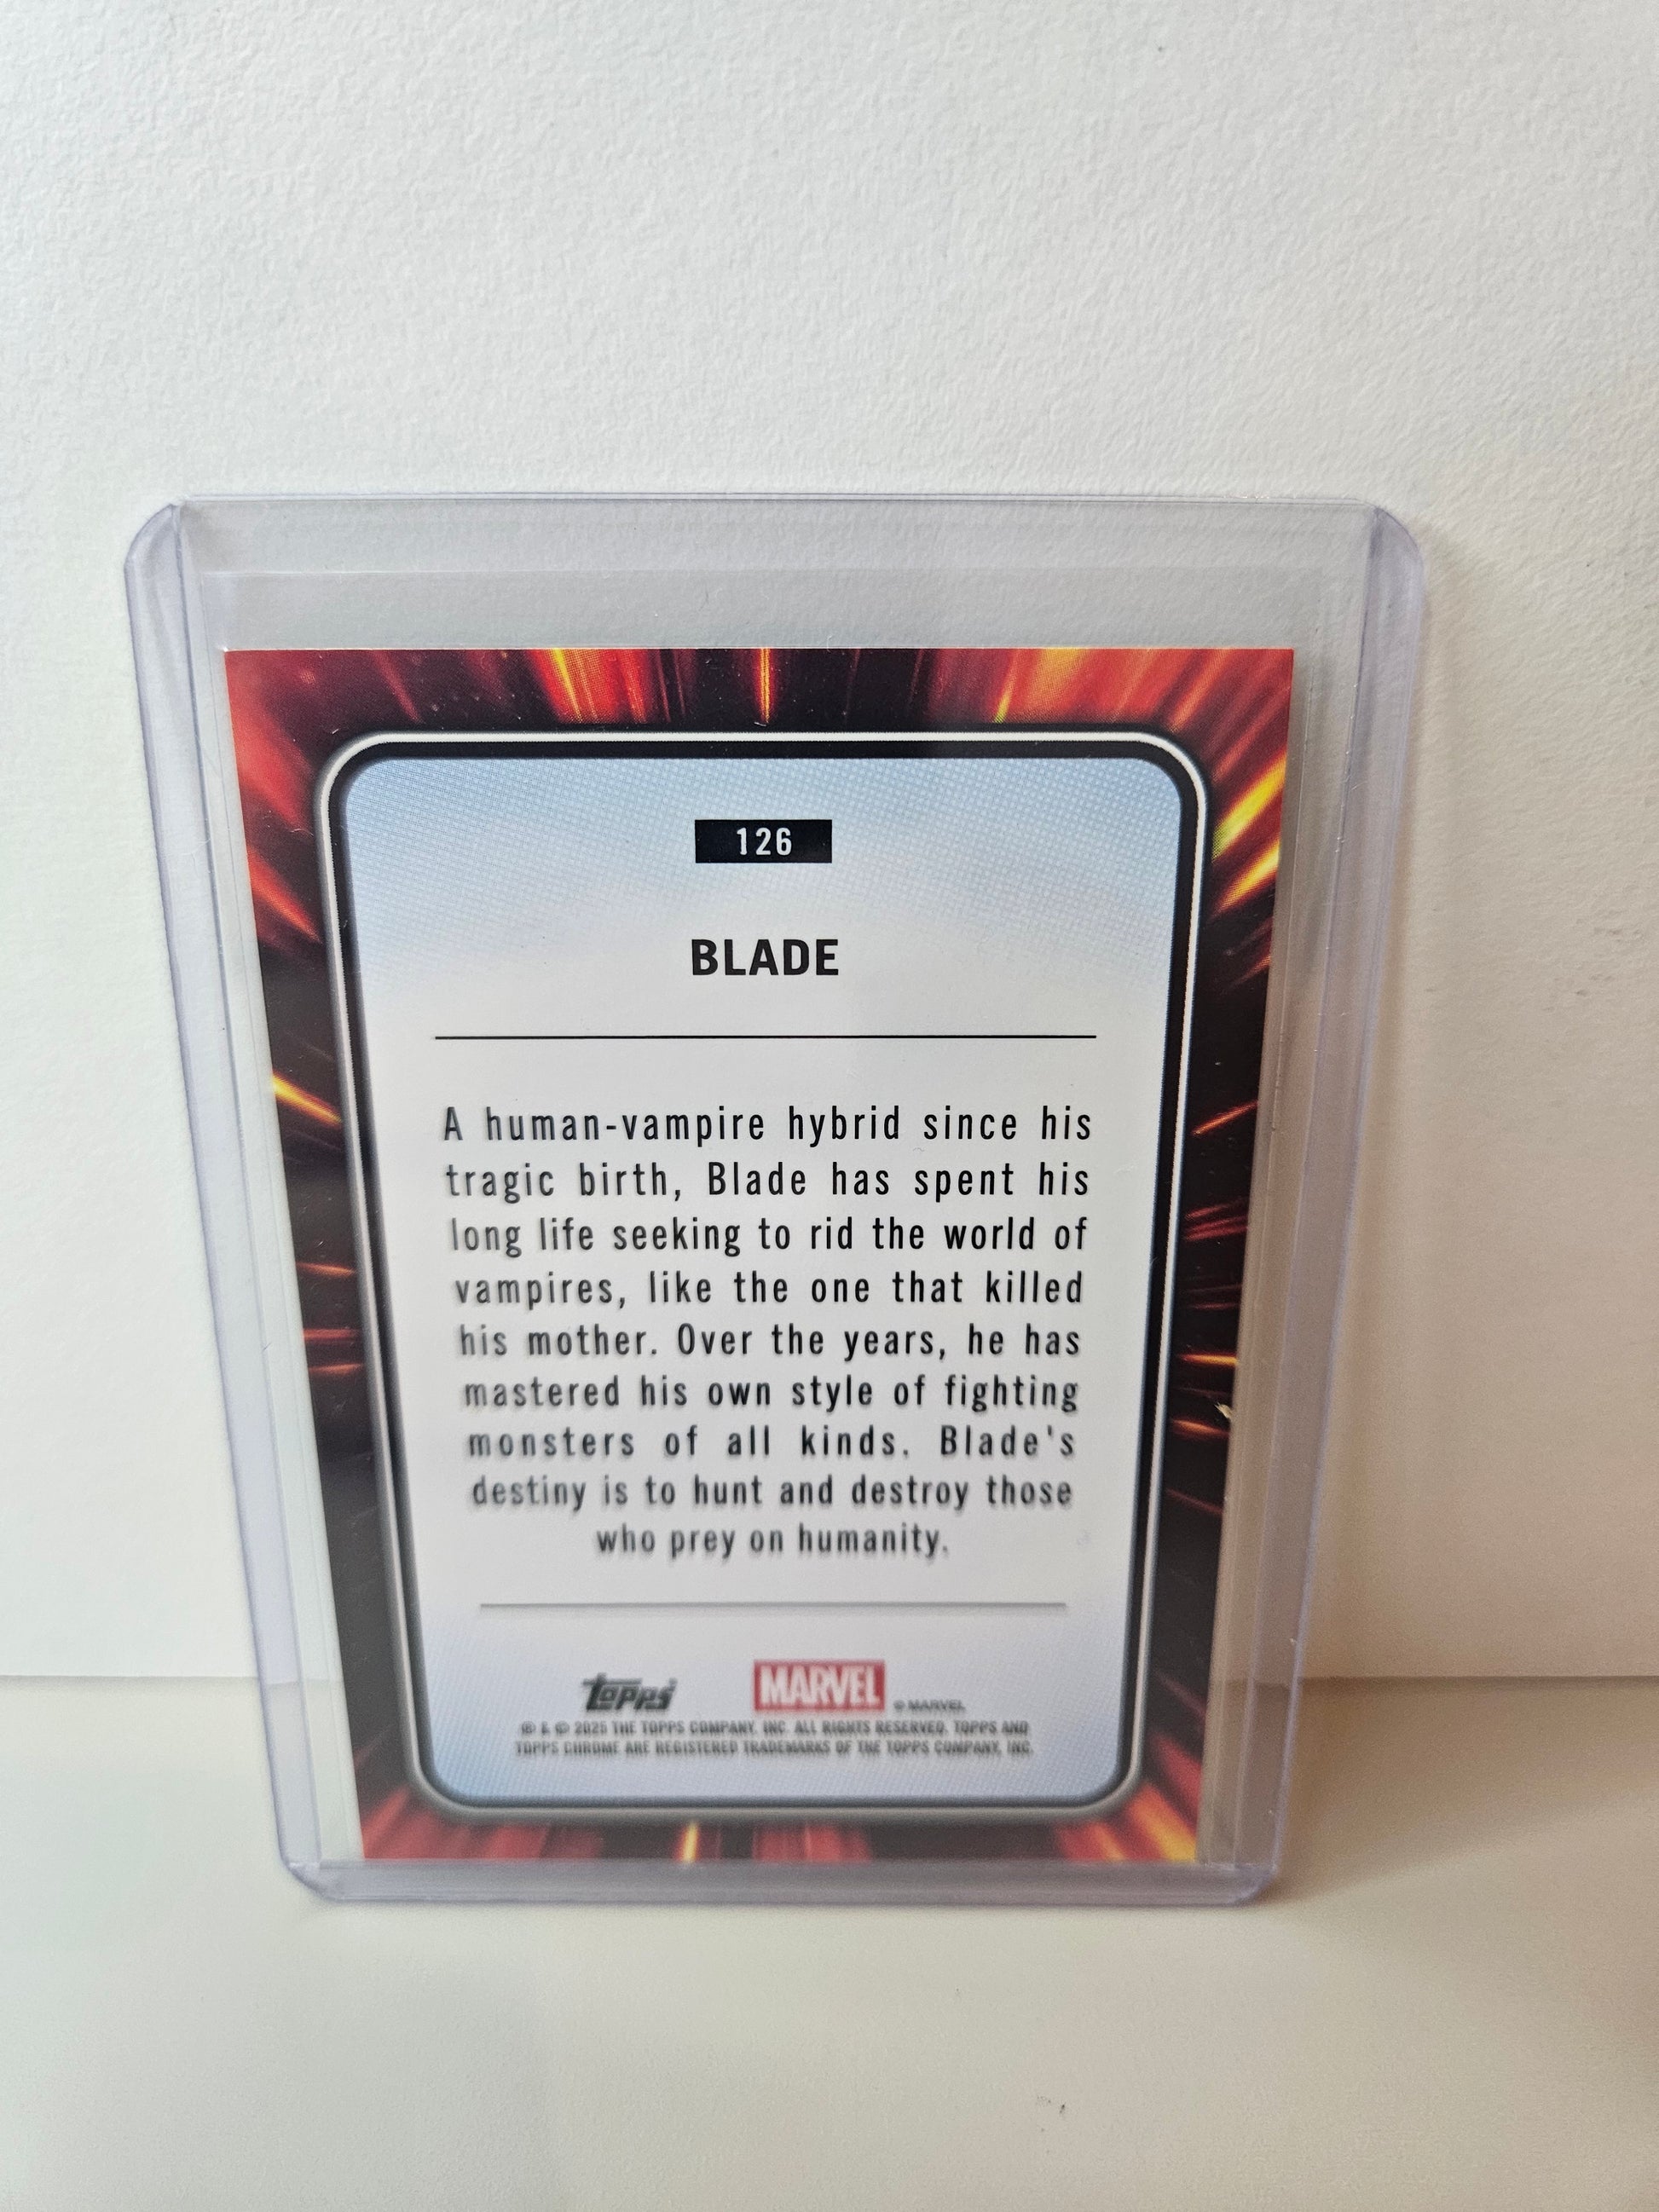 126
BLADE
A human-vampire hybrid since his
tragic birth, Blade has spent his
long life seeking to rid the world of
vampires, like the one that killed
his mother. Over the years, he has
mastered his own style of fighting
monsters of all kinds. Blade's
destiny is to hunt and destroy those
who prey on humanity.
topps MARVEL © MARVEL
® & © 2025 THE TOPPS COMPANY, INC. ALL RIGHTS RESERVED. TOPPS AND
TOPPS CHROME ARE REGISTERED TRADEMARKS OF THE TOPPS COMPANY, INC.